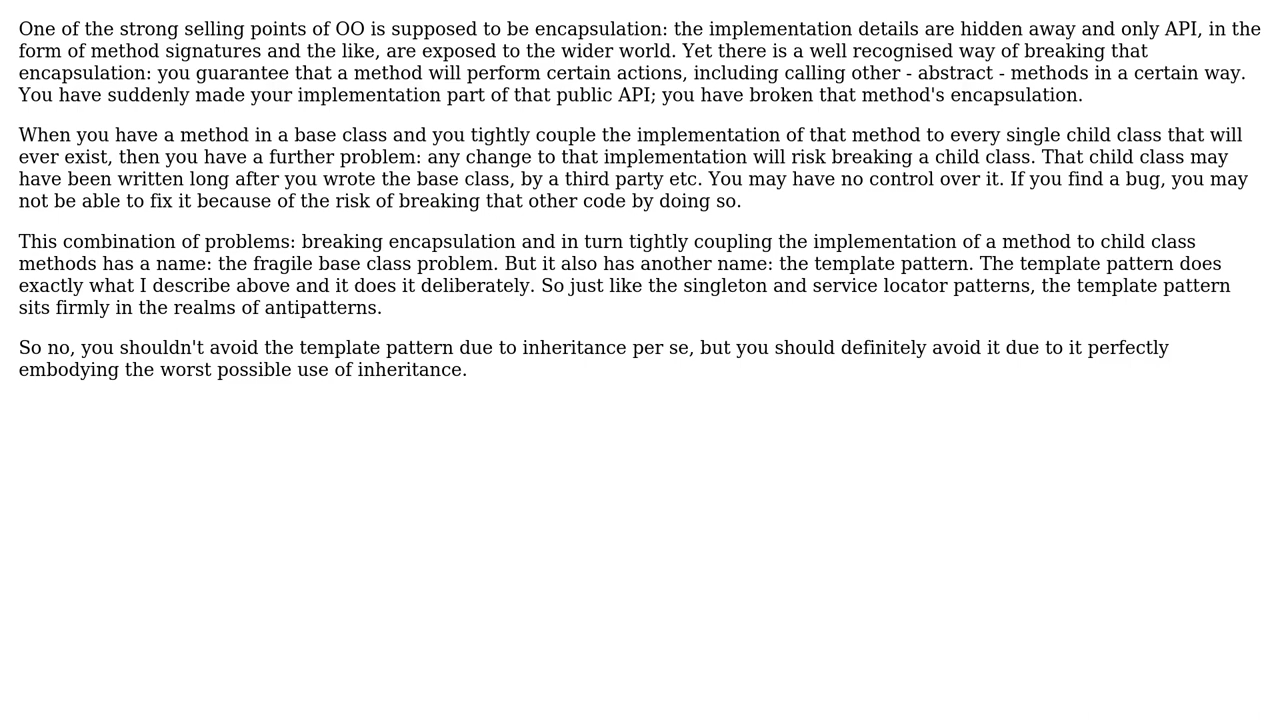 One of the strong selling points of OO is supposed to be encapsulation: the implementation details are hidden away and only API, in the
form of method signatures and the like, are exposed to the wider world. Yet there is a well recognised way of breaking that
encapsulation: you guarantee that a method will perform certain actions, including calling other - abstract - methods in a certain way.
You have suddenly made your implementation part of that public API; you have broken that method's encapsulation.
When you have a method in a base class and you tightly couple the implementation of that method to every single child class that will
ever exist, then you have a further problem: any change to that implementation will risk breaking a child class. That child class may
have been written long after you wrote the base class, by a third party etc. You may have no control over it. If you find a bug, you may
not be able to fix it because of the risk of breaking that other code by doing so.
This combination of problems: breaking encapsulation and in turn tightly coupling the implementation of a method to child class
methods has a name: the fragile base class problem. But it also has another name: the template pattern. The template pattern does
exactly what I describe above and it does it deliberately. So just like the singleton and service locator patterns, the template pattern
sits firmly in the realms of antipatterns.
So no, you shouldn't avoid the template pattern due to inheritance per se, but you should definitely avoid it due to it perfectly
embodying the worst possible use of inheritance.